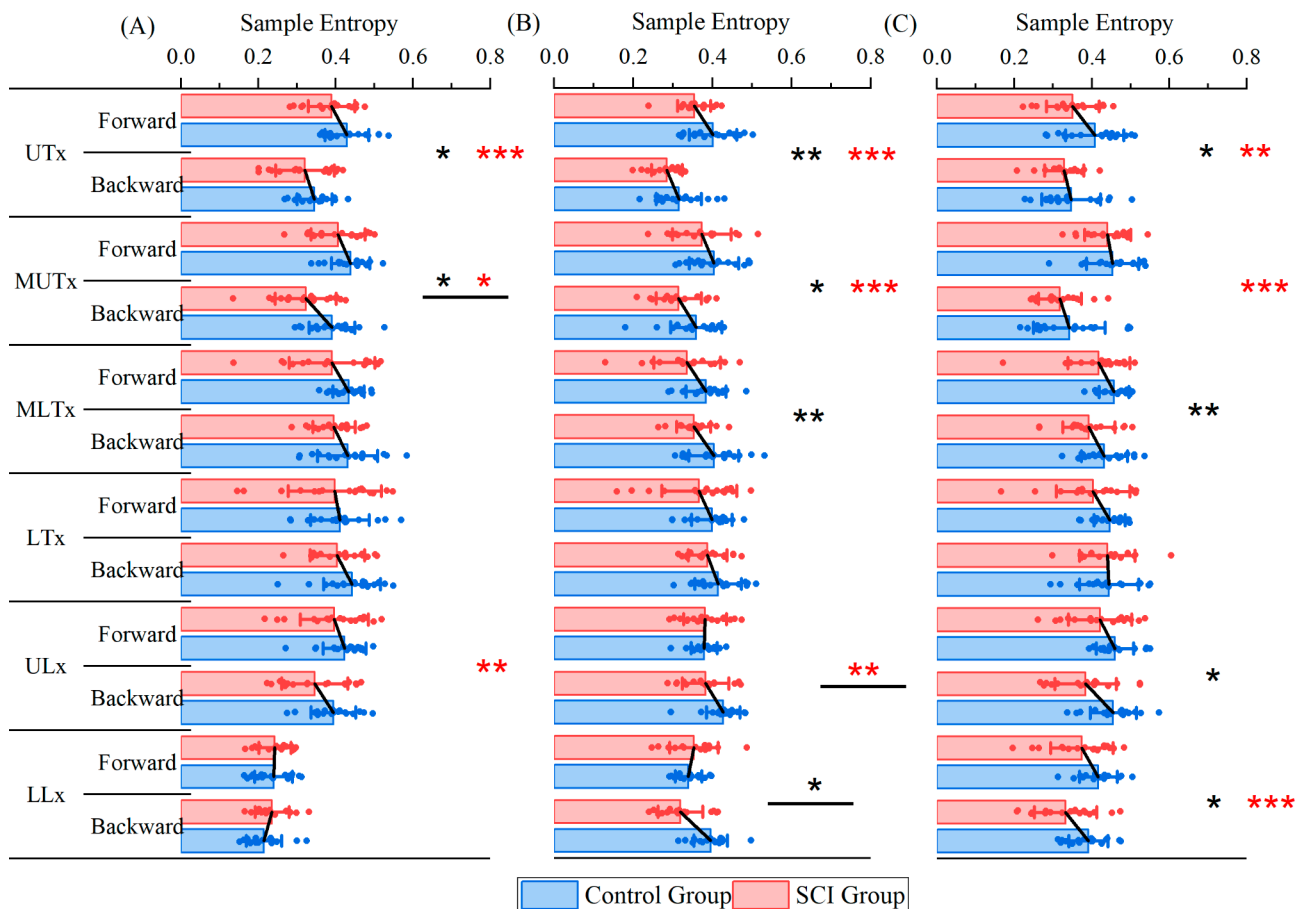 (A) Sample Entropy (B) Sample Entropy (C) Sample Entropy
0.0 0.2 0.4 0.6 0.8 0.0 0.2 0.4 0.6 0.8 0.0 0.2 0.4 0.6 0.8
Forward
UTx * *** ** *** * **
Backward
Forward
MUTx * * * *** ***
Backward
Forward
MLTx ** **
Backward
Forward
LTx
Backward
Forward
ULx ** ** *
Backward
Forward
LLx * * ***
Backward
Control Group SCI Group